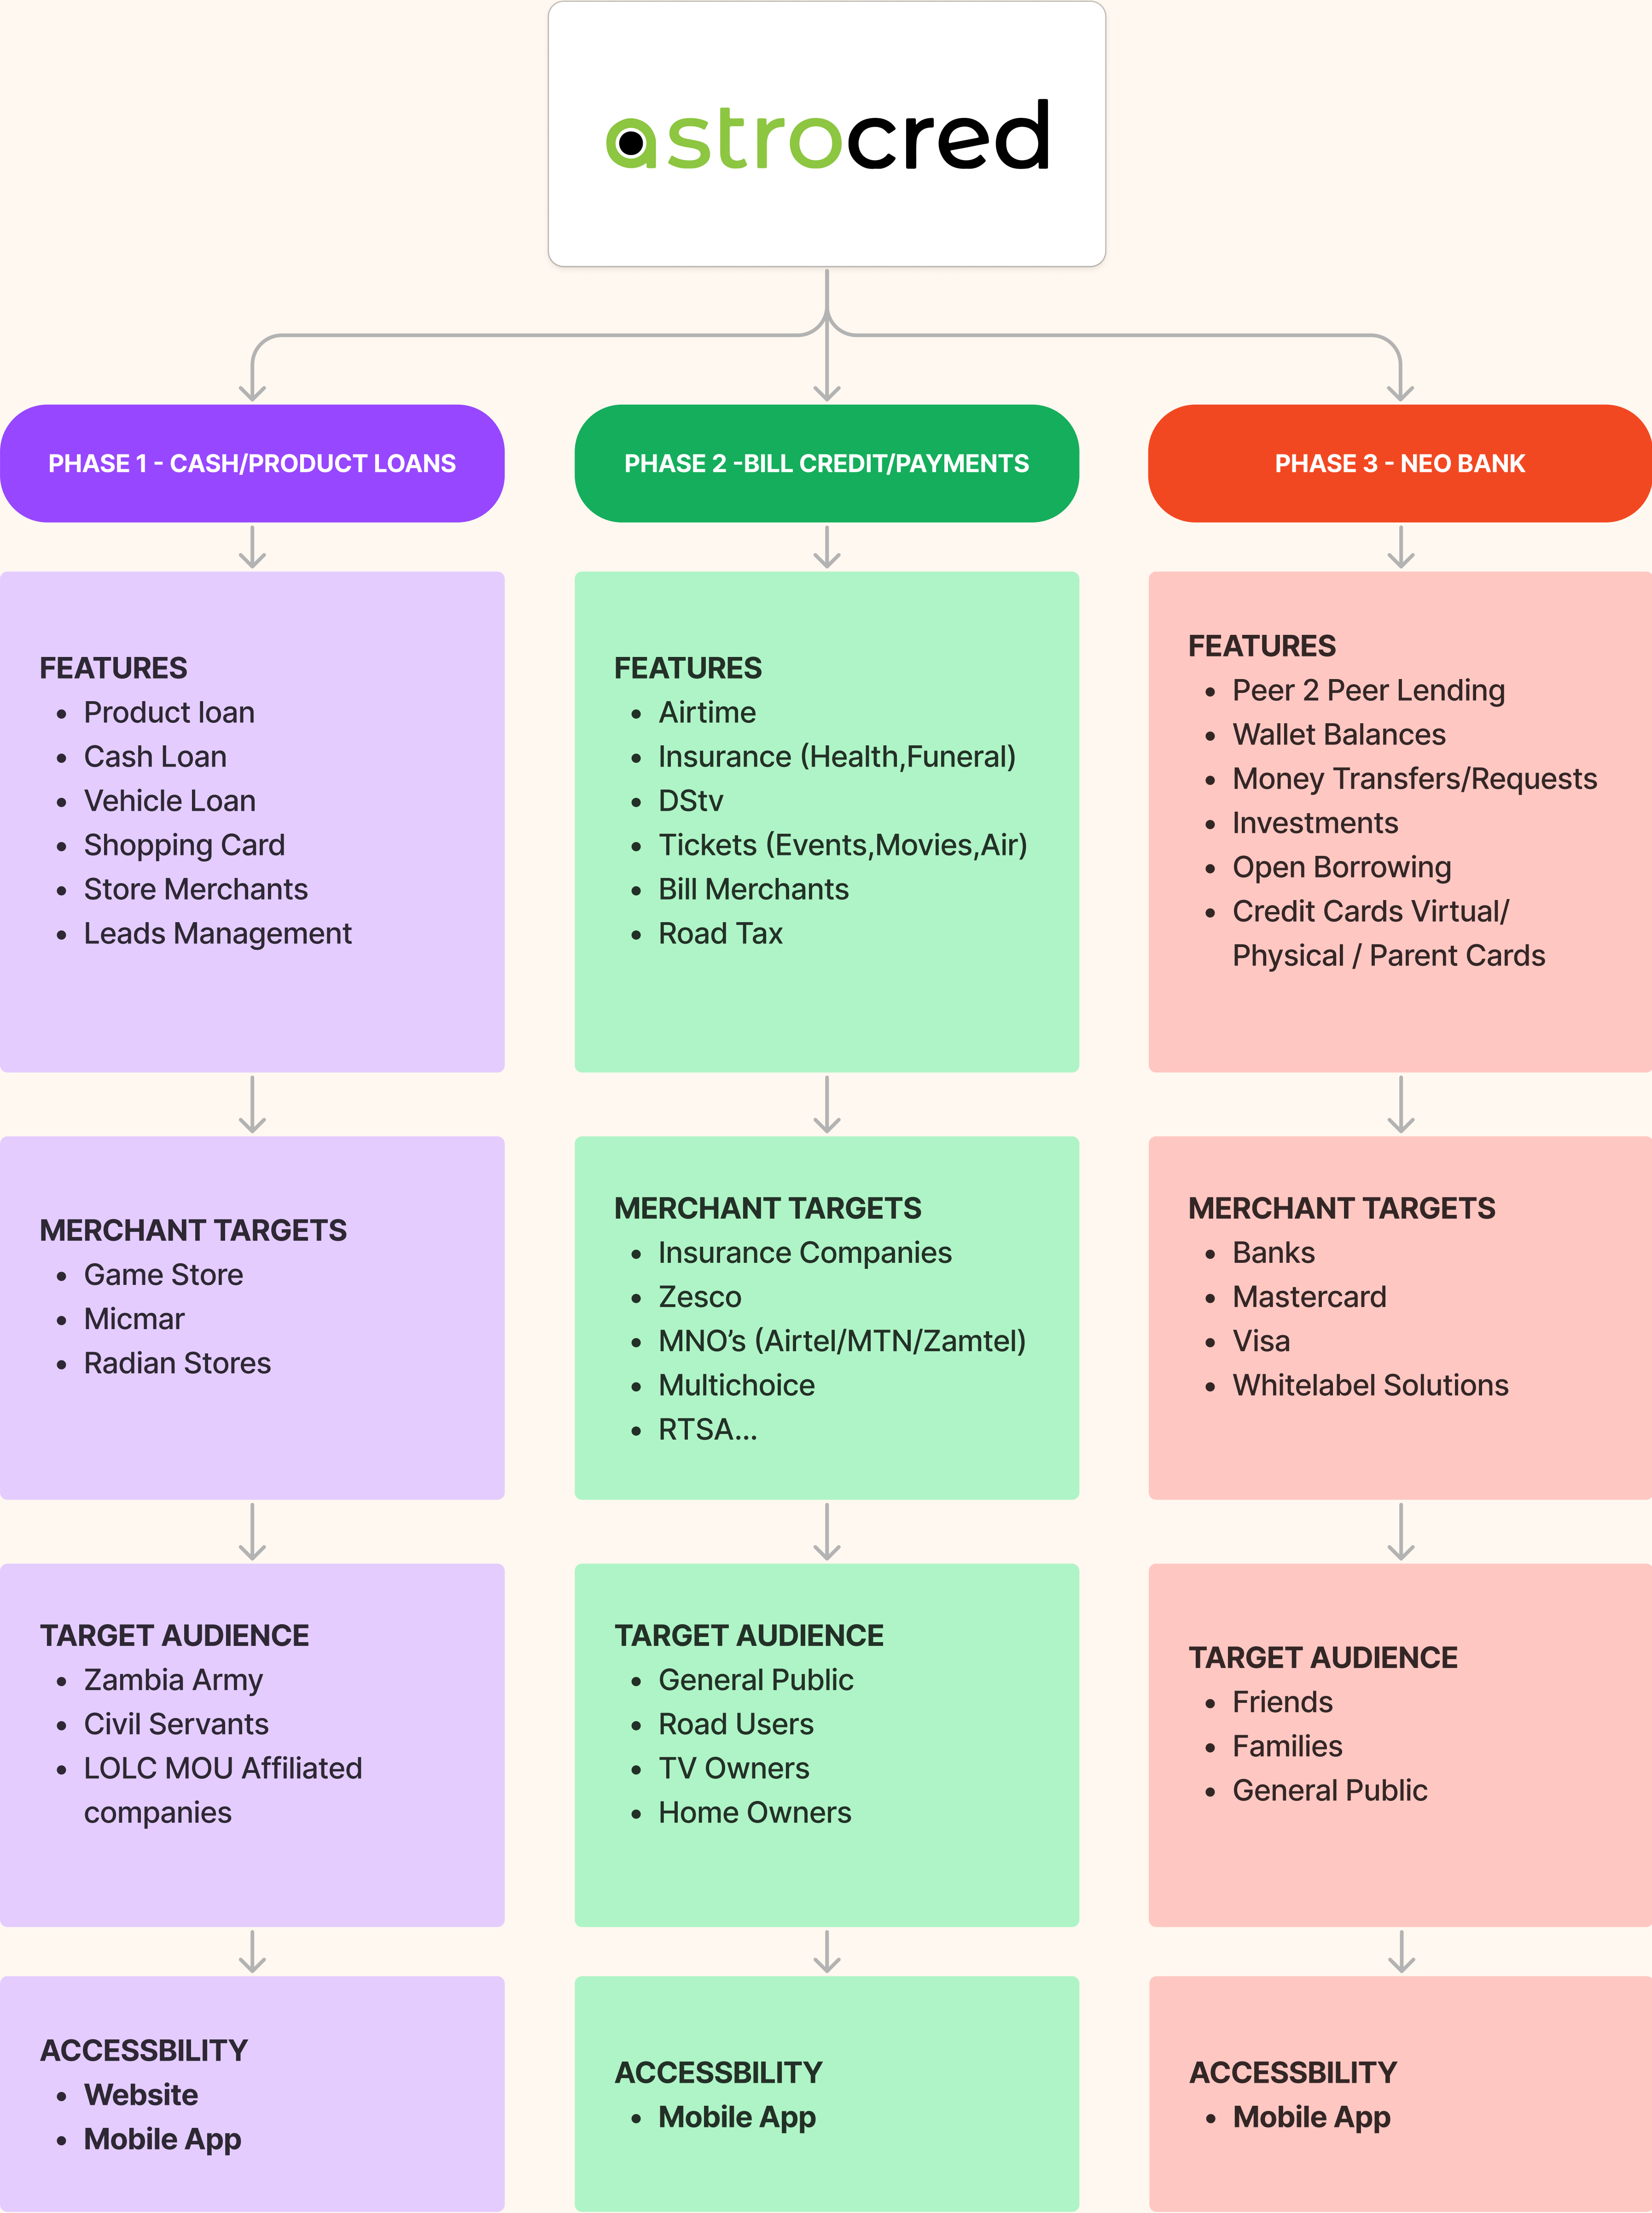 astrocred
PHASE 1 - CASH/PRODUCT LOANS
FEATURES
• Product loan
• Cash Loan
• Vehicle Loan
• Shopping Card
• Store Merchants
• Leads Management
MERCHANT TARGETS
• Game Store
• Micmar
• Radian Stores
TARGET AUDIENCE
• Zambia Army
• Civil Servants
• LOLC MOU Affiliated
companies
ACCESSBILITY
• Website
• Mobile App
PHASE 2 -BILL CREDIT/PAYMENTS
FEATURES
• Airtime
• Insurance (Health,Funeral)
• DStv
• Tickets (Events,Movies,Air)
• Bill Merchants
• Road Tax
MERCHANT TARGETS
• Insurance Companies
• Zesco
• MNO’s (Airtel/MTN/Zamtel)
• Multichoice
• RTSA...
TARGET AUDIENCE
• General Public
• Road Users
• TV Owners
• Home Owners
ACCESSBILITY
• Mobile App
PHASE 3 - NEO BANK
FEATURES
• Peer 2 Peer Lending
• Wallet Balances
• Money Transfers/Requests
• Investments
• Open Borrowing
• Credit Cards Virtual/
Physical / Parent Cards
MERCHANT TARGETS
• Banks
• Mastercard
• Visa
• Whitelabel Solutions
TARGET AUDIENCE
• Friends
• Families
• General Public
ACCESSBILITY
• Mobile App